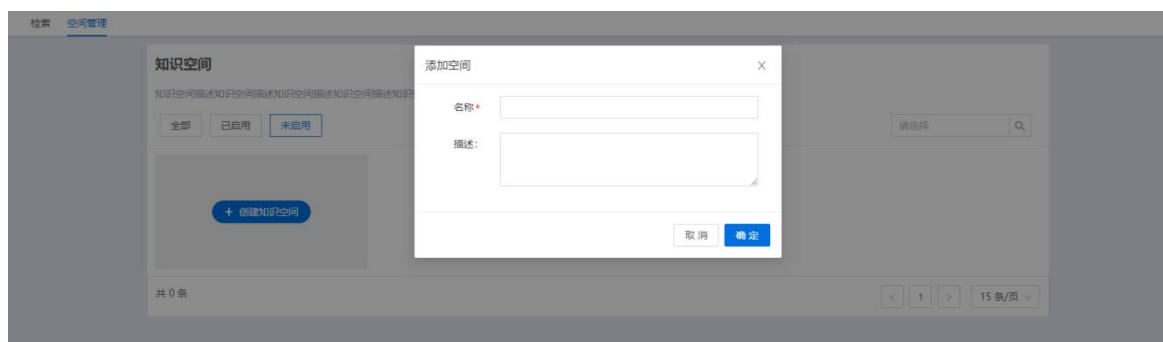 检索 空间管理
知识空间
知识空间描述知识空间描述知识空间描述知识空间描述知识
全部 已启用 未启用
请选择
+ 创建知识空间
添加空间
名称*
描述：
取消 确定
共 0 条
< 1 > 15 条/页